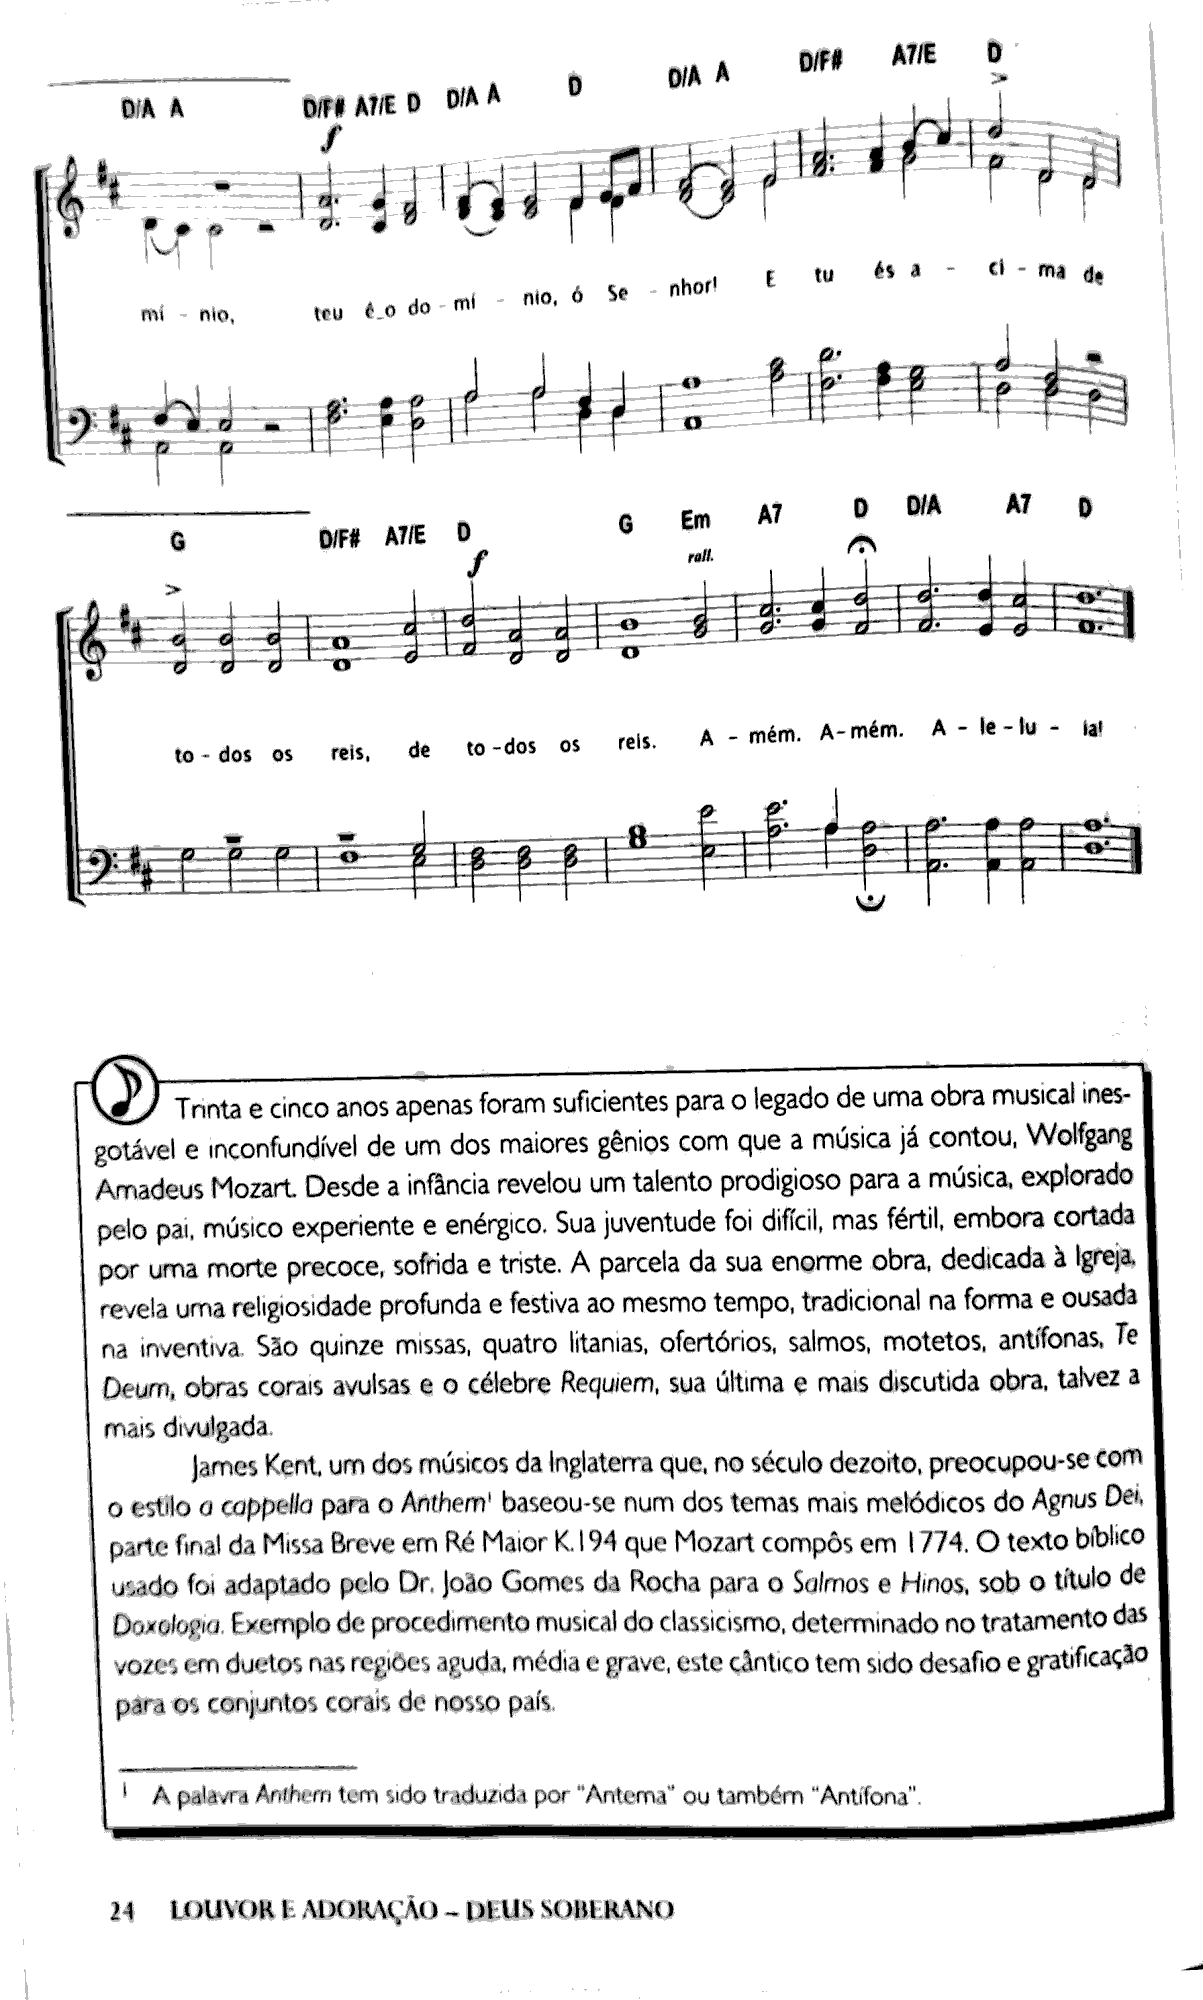 D/A A D/F# A7/E D D/A A D D/A A D/F# A7/E D
f
mí - nio, teu é_o do - mí - nio, ó Se - nhor! E tu és a - ci - ma de
G D/F# A7/E D G Em A7 D D/A A7 D
f rall.
to - dos os reis, de to - dos os reis. A - mém. A - mém. A - le - lu - ia!
Trinta e cinco anos apenas foram suficientes para o legado de uma obra musical ines-
gotável e inconfundível de um dos maiores gênios com que a música já contou, Wolfgang
Amadeus Mozart. Desde a infância revelou um talento prodigioso para a música, explorado
pelo pai, músico experiente e enérgico. Sua juventude foi difícil, mas fértil, embora cortada
por uma morte precoce, sofrida e triste. A parcela da sua enorme obra, dedicada à Igreja,
revela uma religiosidade profunda e festiva ao mesmo tempo, tradicional na forma e ousada
na inventiva. São quinze missas, quatro litanias, ofertórios, salmos, motetos, antífonas, Te
Deum, obras corais avulsas e o célebre Requiem, sua última e mais discutida obra, talvez a
mais divulgada.
James Kent, um dos músicos da Inglaterra que, no século dezoito, preocupou-se com
o estilo a cappella para o Anthem¹ baseou-se num dos temas mais melódicos do Agnus Dei,
parte final da Missa Breve em Ré Maior K.194 que Mozart compôs em 1774. O texto bíblico
usado foi adaptado pelo Dr. João Gomes da Rocha para o Salmos e Hinos, sob o título de
Doxologia. Exemplo de procedimento musical do classicismo, determinado no tratamento das
vozes em duetos nas regiões aguda, média e grave, este cântico tem sido desafio e gratificação
para os conjuntos corais de nosso país.
¹ A palavra Anthem tem sido traduzida por "Antema" ou também "Antífona".
24 LOUVOR E ADORAÇÃO – DEUS SOBERANO